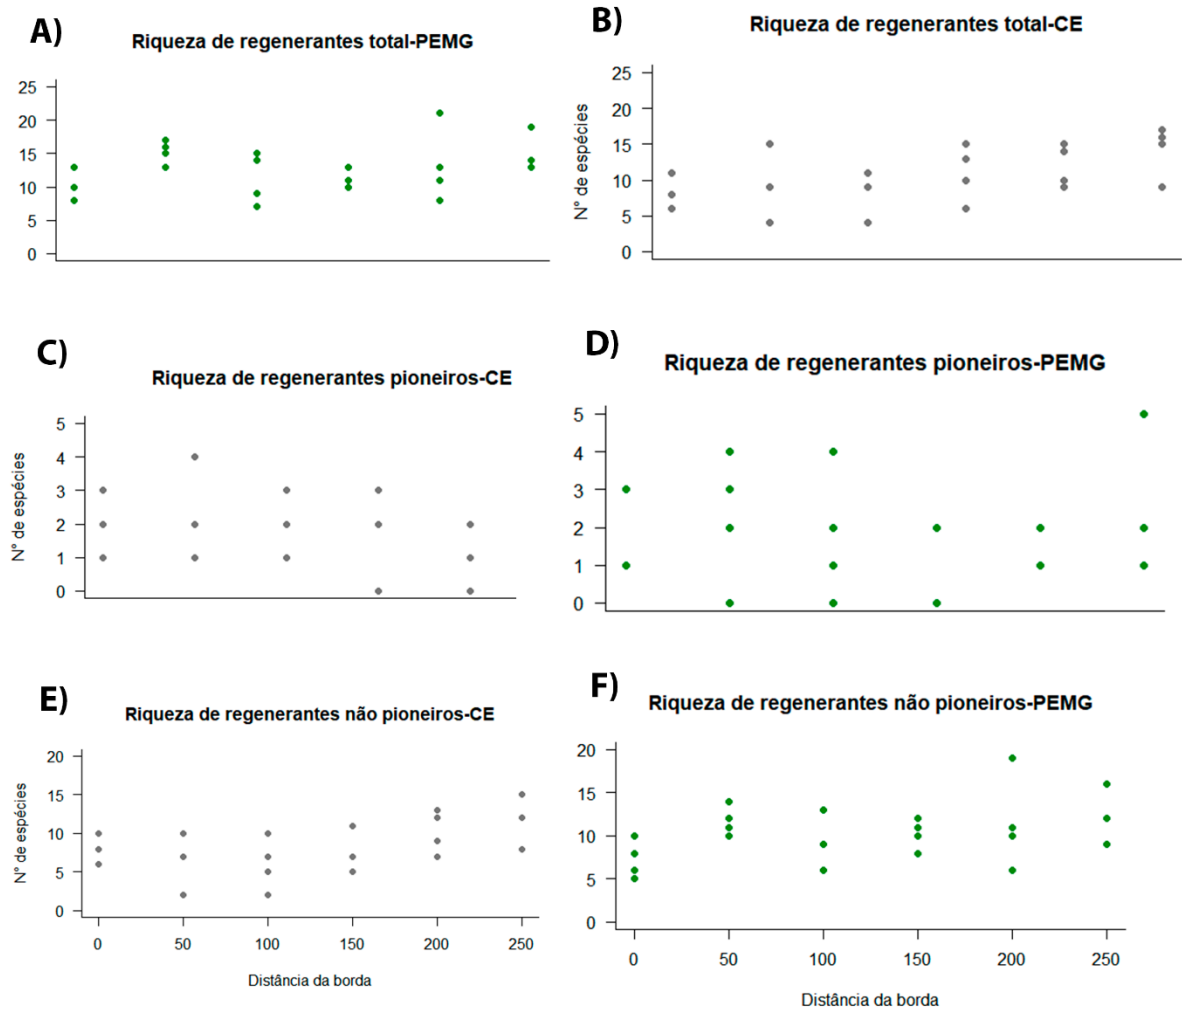 A)
Riqueza de regenerantes total-PEMG
25
20
15
10
5
0
B)
Riqueza de regenerantes total-CE
N° de espécies
25
20
15
10
5
0
C)
Riqueza de regenerantes pioneiros-CE
N° de espécies
5
4
3
2
1
0
D)
Riqueza de regenerantes pioneiros-PEMG
5
4
3
2
1
0
E)
Riqueza de regenerantes não pioneiros-CE
N° de espécies
20
15
10
5
0
0 50 100 150 200 250
Distância da borda
F)
Riqueza de regenerantes não pioneiros-PEMG
20
15
10
5
0
0 50 100 150 200 250
Distância da borda